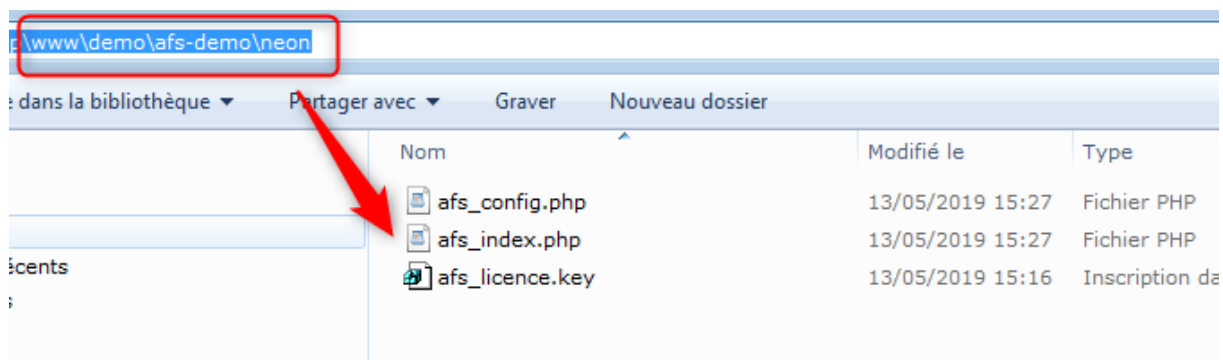 \www\demo\afs-demo\neon
e dans la bibliothèque Partager avec Graver Nouveau dossier
Nom Modifié le Type
afs_config.php 13/05/2019 15:27 Fichier PHP
afs_index.php 13/05/2019 15:27 Fichier PHP
écents
afs_licence.key 13/05/2019 15:16 Inscription da